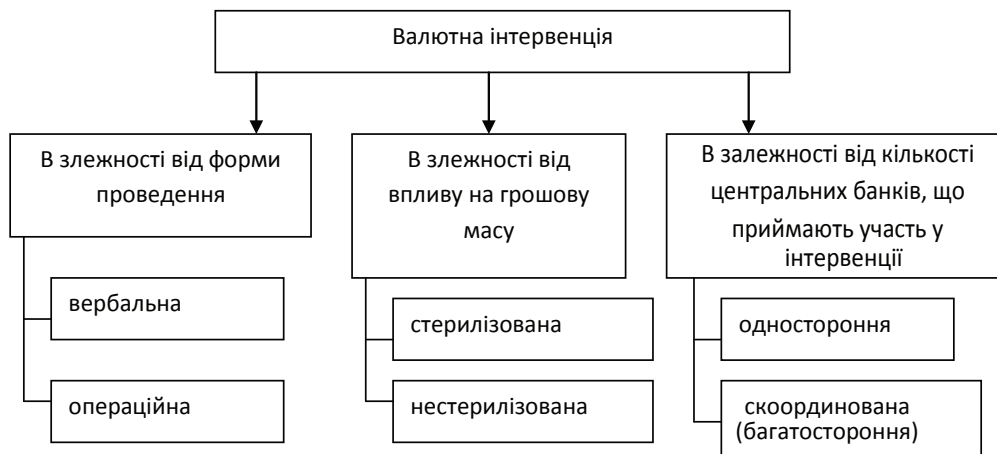 Валютна інтервенція
В злежності від форми
проведення
вербальна
операційна
В злежності від
впливу на грошову
масу
стерилізована
нестерилізована
В залежності від кількості
центральних банків, що
приймають участь у
інтервенції
одностороння
скоординована
(багатостороння)